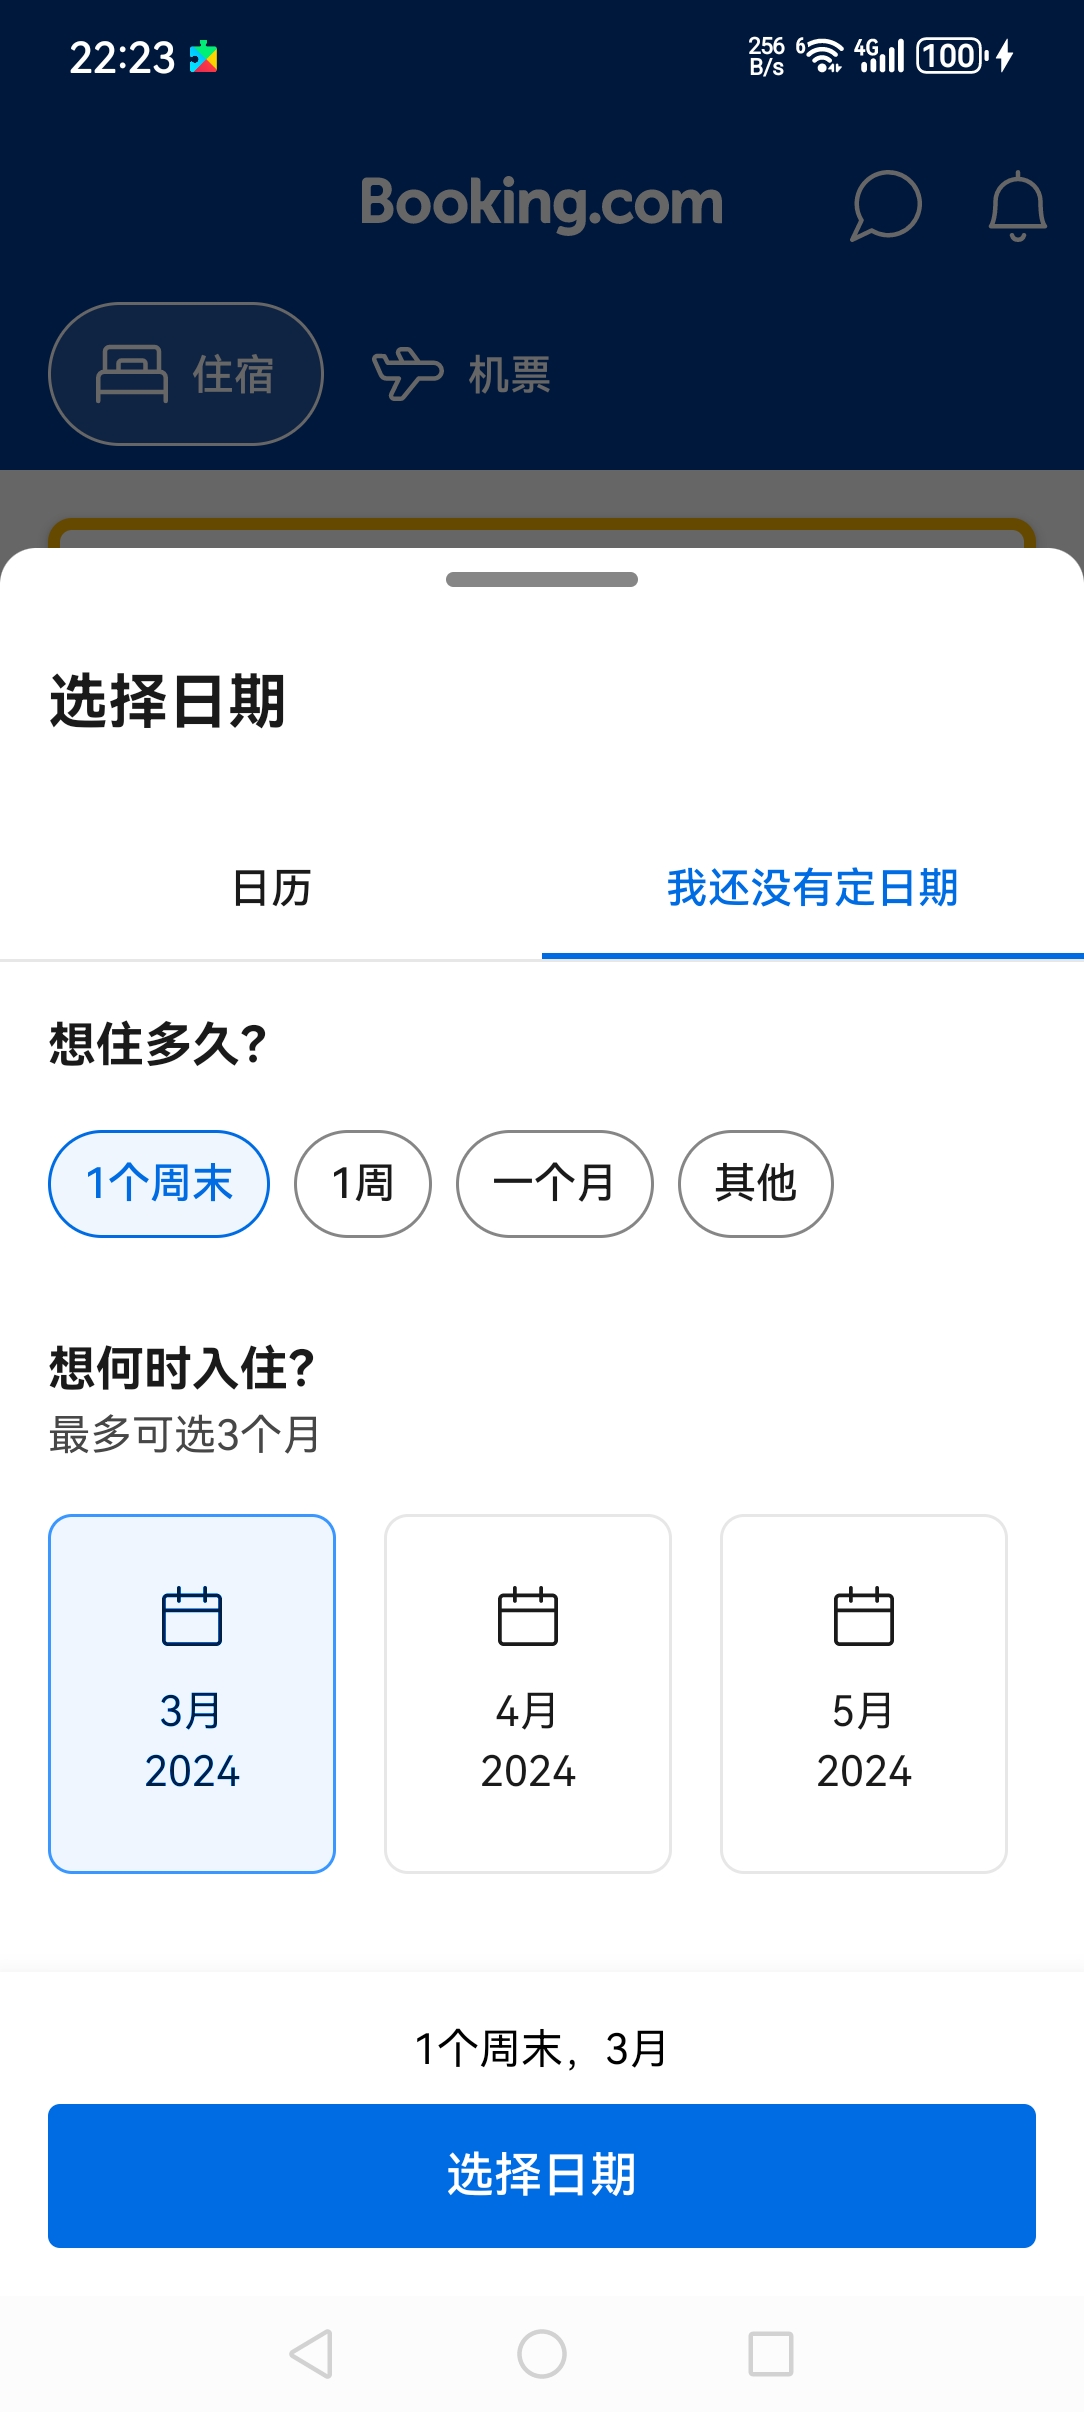 22:23
256 B/s 6 4G 100
Booking.com
住宿 机票
选择日期
日历 我还没有定日期
想住多久?
1个周末 1周 一个月 其他
想何时入住?
最多可选3个月
3月 4月 5月
2024 2024 2024
1个周末，3月
选择日期